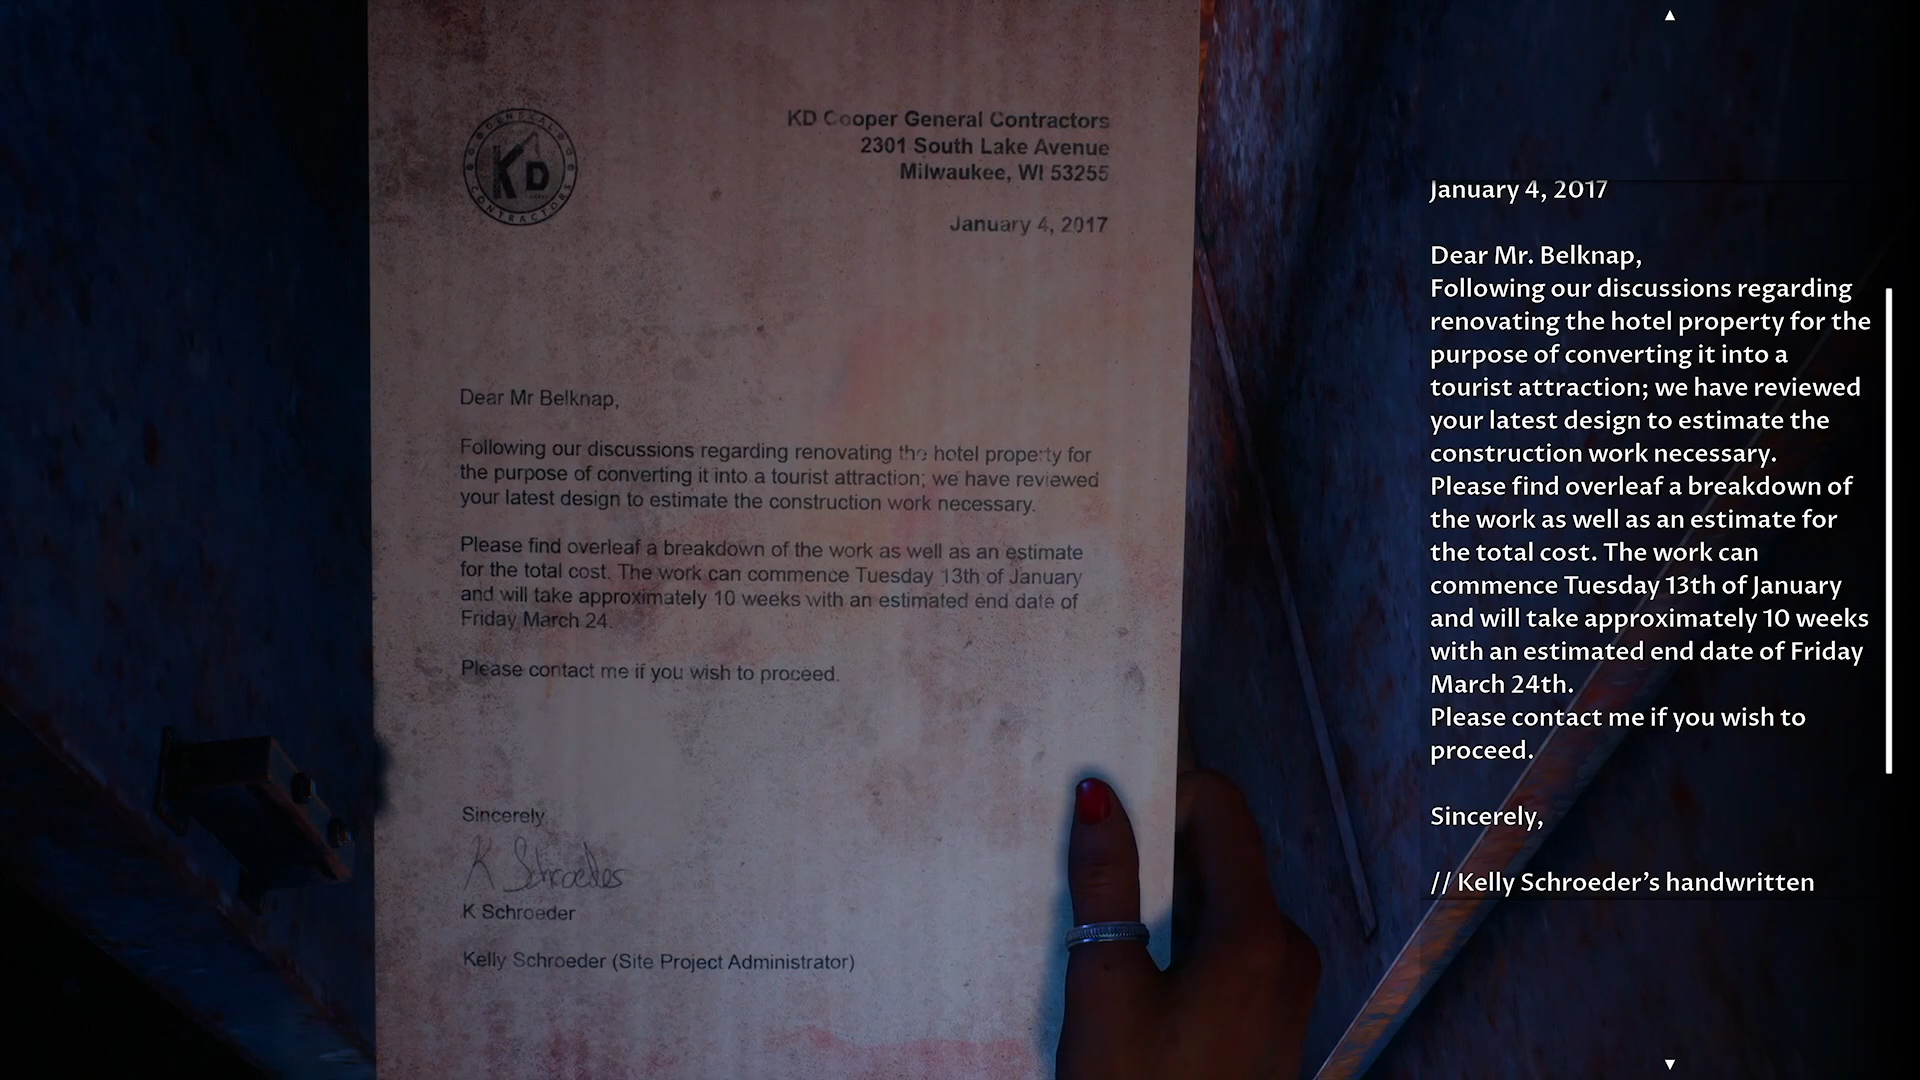 GENERAL
KD
CONTRACTORS
KD Cooper General Contractors
2301 South Lake Avenue
Milwaukee, WI 53255
January 4, 2017
Dear Mr Belknap,
Following our discussions regarding renovating the hotel property for
the purpose of converting it into a tourist attraction; we have reviewed
your latest design to estimate the construction work necessary.
Please find overleaf a breakdown of the work as well as an estimate
for the total cost. The work can commence Tuesday 13th of January
and will take approximately 10 weeks with an estimated end date of
Friday March 24.
Please contact me if you wish to proceed.
Sincerely,
K Schroeder
K Schroeder
Kelly Schroeder (Site Project Administrator)
January 4, 2017
Dear Mr. Belknap,
Following our discussions regarding
renovating the hotel property for the
purpose of converting it into a
tourist attraction; we have reviewed
your latest design to estimate the
construction work necessary.
Please find overleaf a breakdown of
the work as well as an estimate for
the total cost. The work can
commence Tuesday 13th of January
and will take approximately 10 weeks
with an estimated end date of Friday
March 24th.
Please contact me if you wish to
proceed.
Sincerely,
// Kelly Schroeder's handwritten